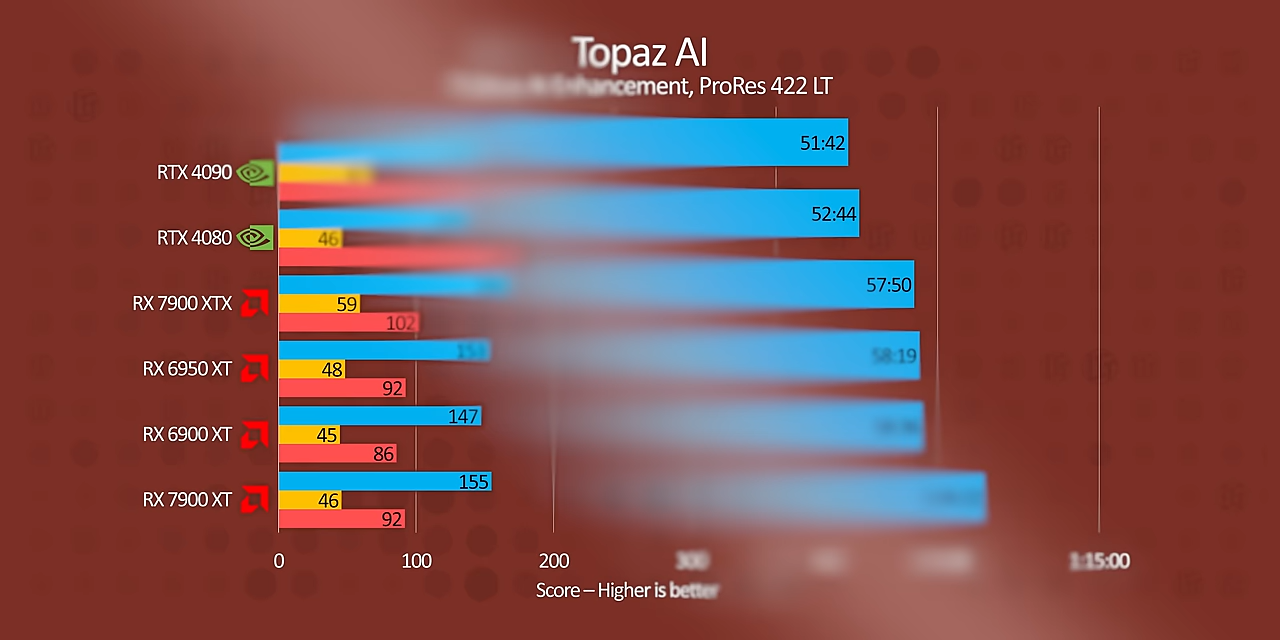 Topaz AI
Enhancement, ProRes 422 LT
51:42
RTX 4090
52:44
RTX 4080 46
57:50
RX 7900 XTX 59
102
58:19
RX 6950 XT 153
48
92
RX 6900 XT 147
45
86
RX 7900 XT 155
46
92
0 100 200 300 1:15:00
Score – Higher is better